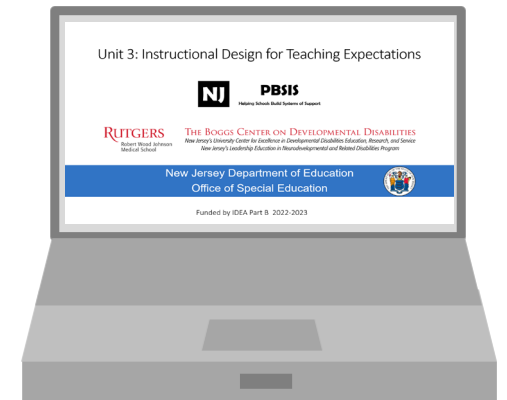 Unit 3: Instructional Design for Teaching Expectations
NJ PBSIS
Helping Schools Build Systems of Support
RUTGERS
Robert Wood Johnson
Medical School
THE BOGGS CENTER ON DEVELOPMENTAL DISABILITIES
New Jersey's University Center for Excellence in Developmental Disabilities Education, Research, and Service
New Jersey's Leadership Education in Neurodevelopmental and Related Disabilities Program
New Jersey Department of Education
Office of Special Education
Funded by IDEA Part B 2022-2023